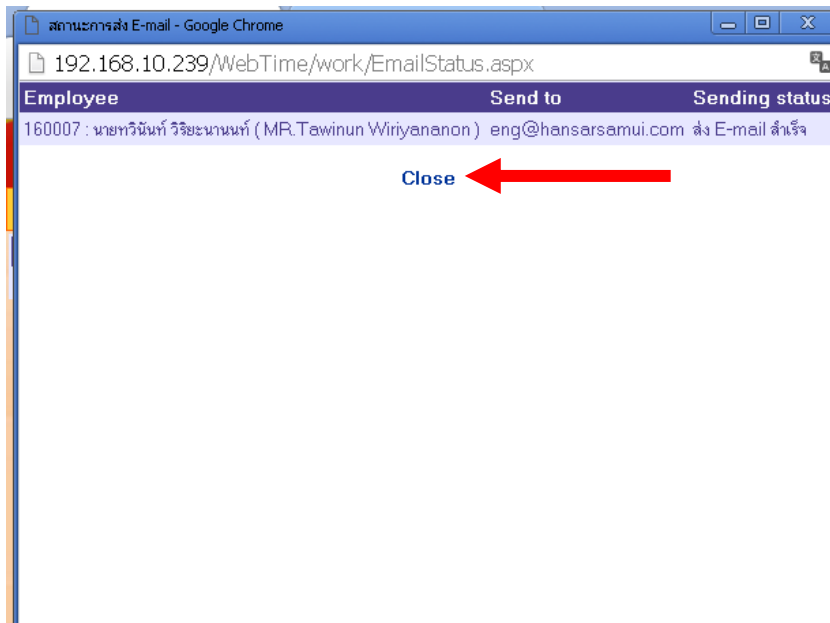 สถานะการส่ง E-mail - Google Chrome
192.168.10.239/WebTime/work/EmailStatus.aspx
Employee Send to Sending status
160007 : นายทวินันท์ วิริยะนานนท์ ( MR.Tawinun Wiriyananon ) eng@hansarsamui.com ส่ง E-mail สำเร็จ
Close